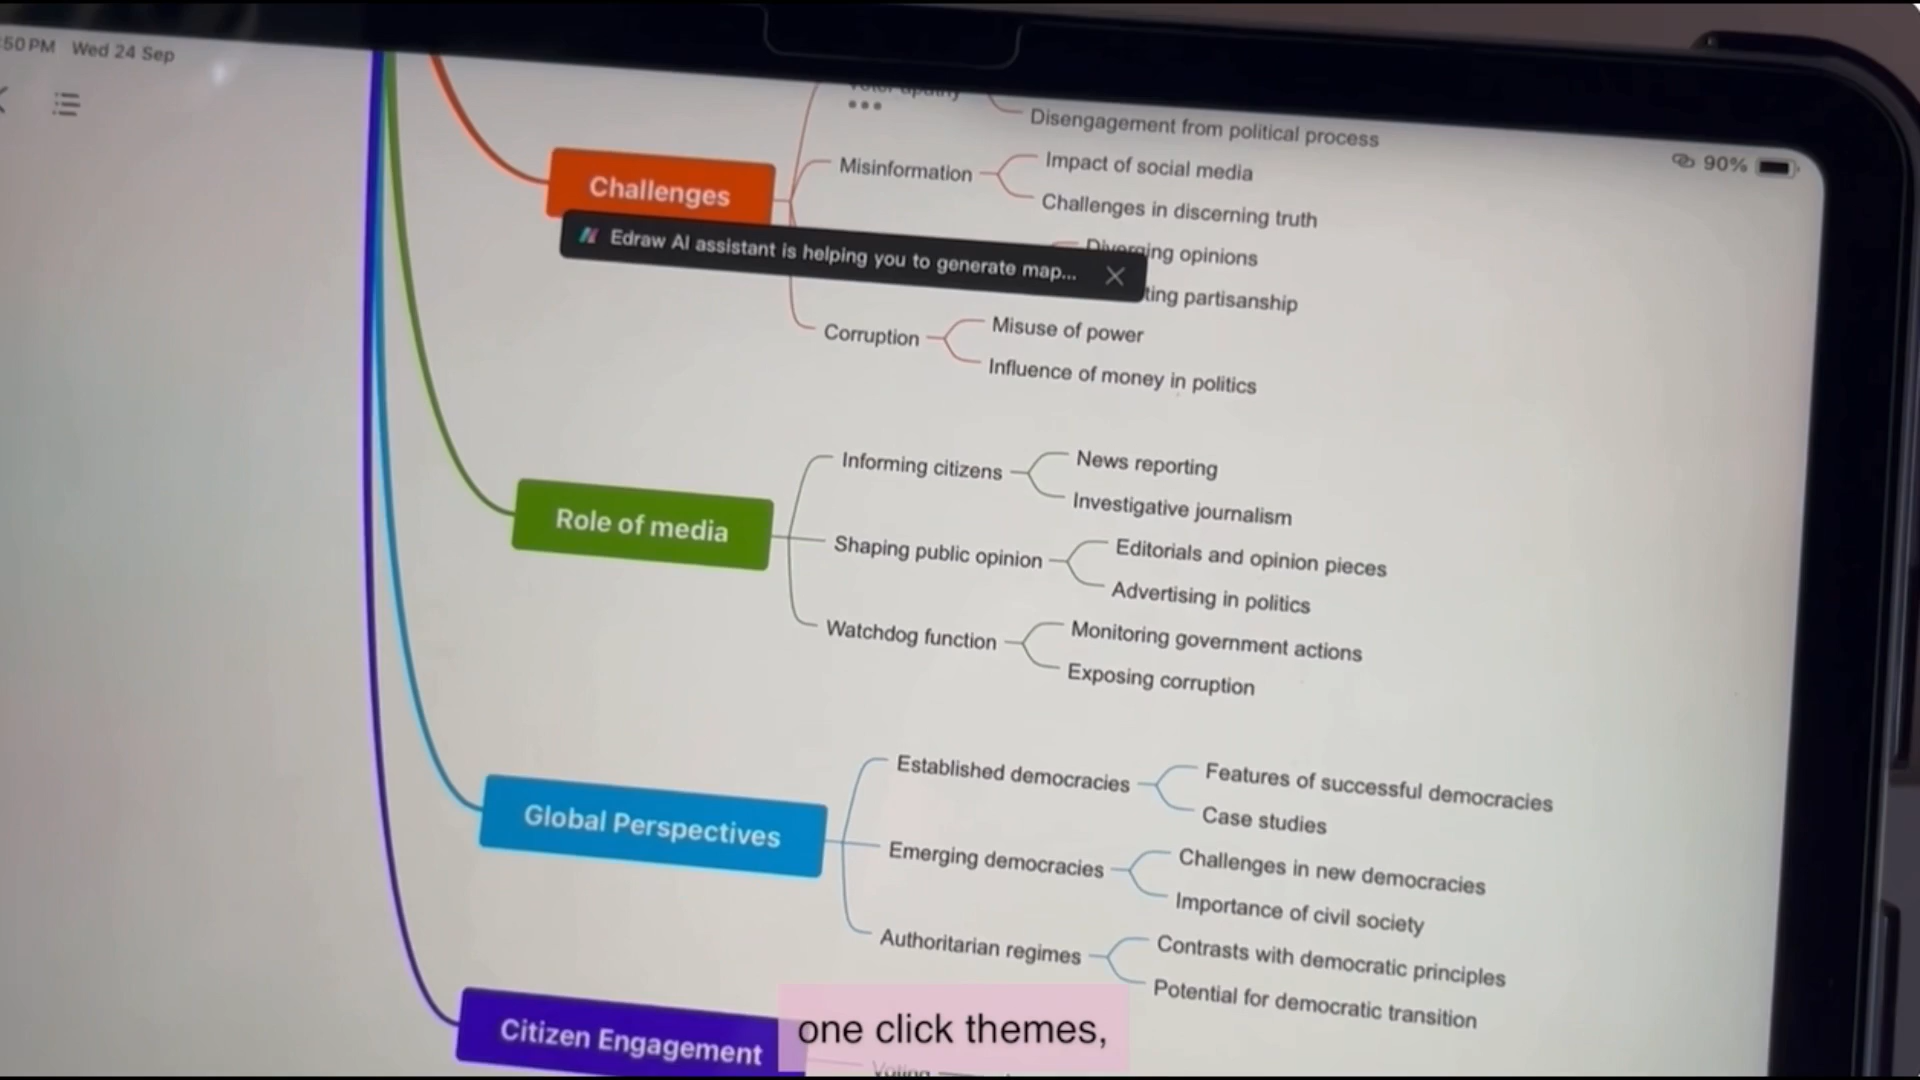 :50 PM Wed 24 Sep
90%
Disengagement from political process
Challenges
Misinformation
Impact of social media
Challenges in discerning truth
Edraw AI assistant is helping you to generate map...
Diverging opinions
ting partisanship
Corruption
Misuse of power
Influence of money in politics
Role of media
Informing citizens
News reporting
Investigative journalism
Shaping public opinion
Editorials and opinion pieces
Advertising in politics
Watchdog function
Monitoring government actions
Exposing corruption
Global Perspectives
Established democracies
Features of successful democracies
Case studies
Emerging democracies
Challenges in new democracies
Importance of civil society
Authoritarian regimes
Contrasts with democratic principles
Potential for democratic transition
Citizen Engagement
one click themes,